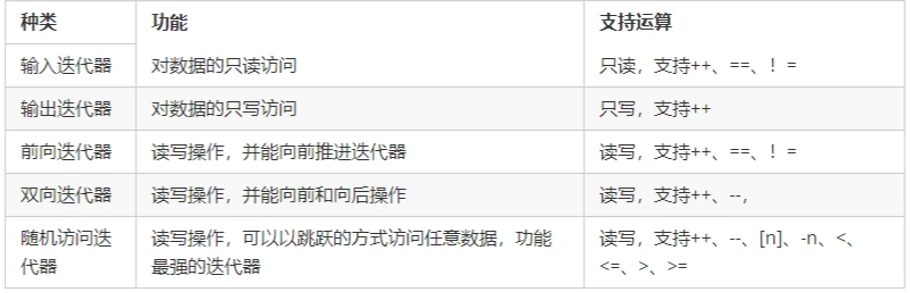 种类 功能 支持运算
输入迭代器 对数据的只读访问 只读，支持++、==、！=
输出迭代器 对数据的只写访问 只写，支持++
前向迭代器 读写操作，并能向前推进迭代器 读写，支持++、==、！=
双向迭代器 读写操作，并能向前和向后操作 读写，支持++、--，
随机访问迭 读写操作，可以以跳跃的方式访问任意数据，功能 读写，支持++、--、[n]、-n、<、
代器 最强的迭代器 <=、>、>=